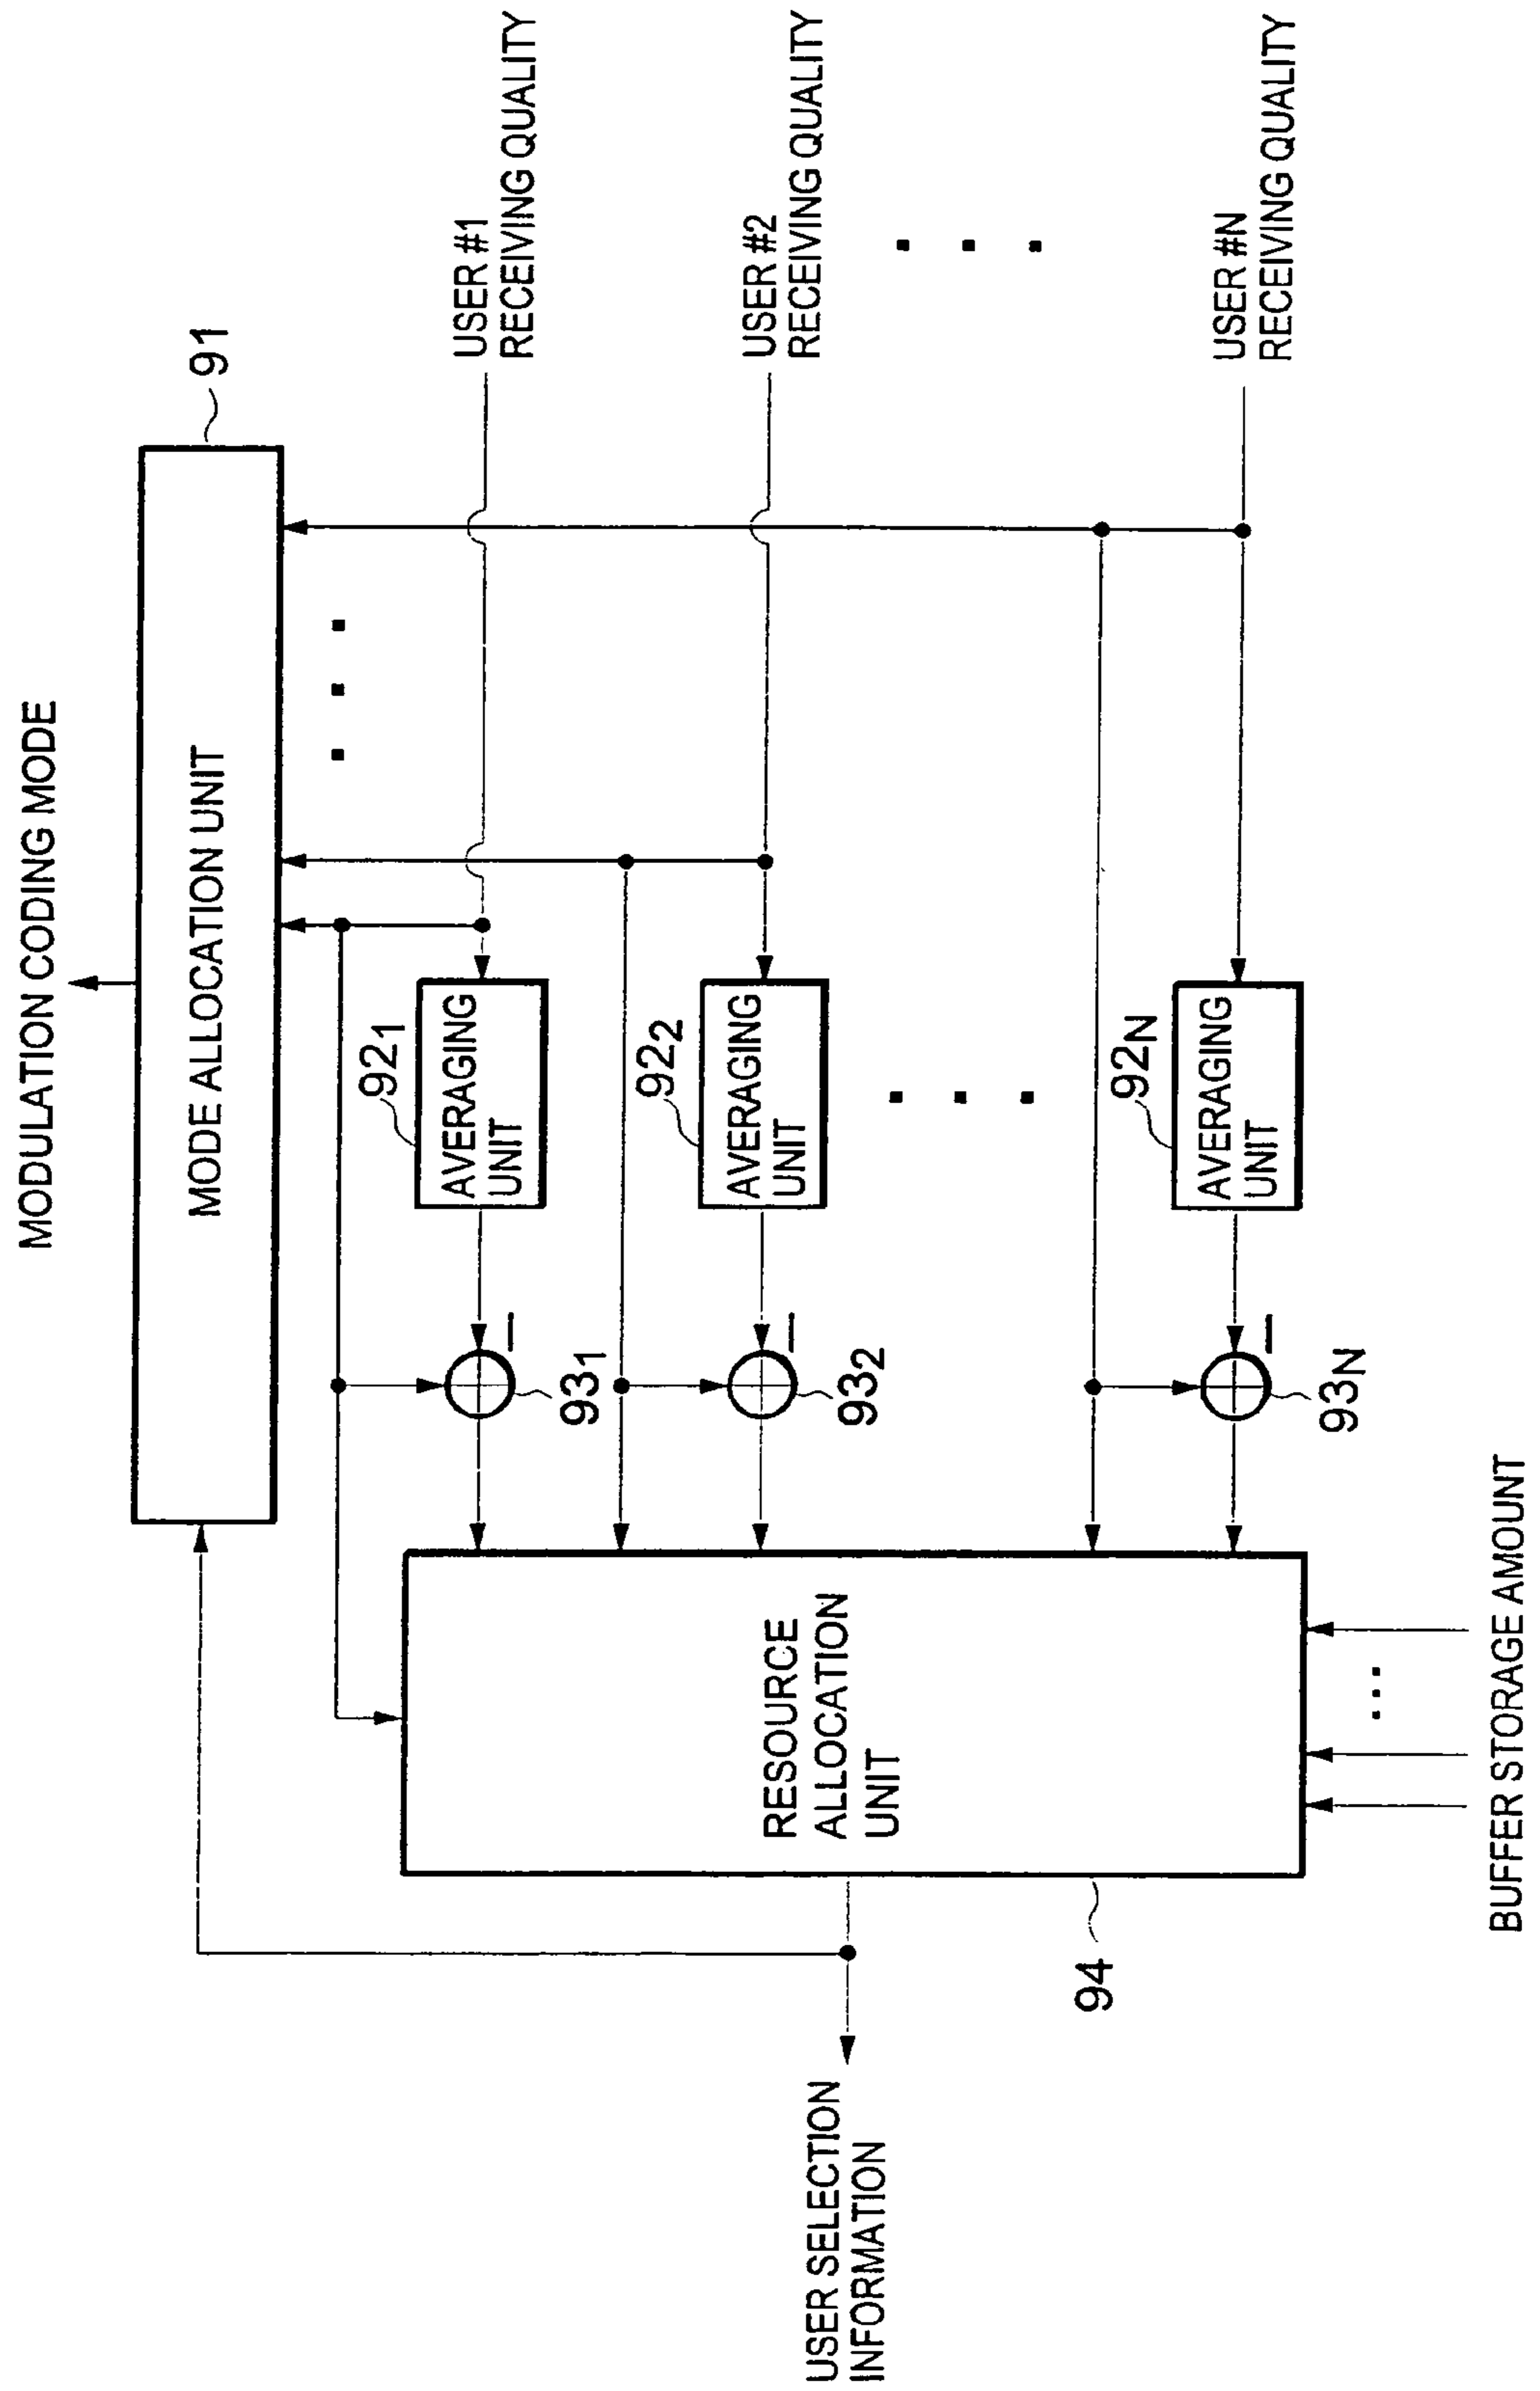 MODULATION CODING MODE
MODE ALLOCATION UNIT
91
USER #1
RECEIVING QUALITY
USER #2
RECEIVING QUALITY
USER #N
RECEIVING QUALITY
92₁
AVERAGING
UNIT
92₂
AVERAGING
UNIT
92N
AVERAGING
UNIT
93₁
93₂
93N
RESOURCE
ALLOCATION
UNIT
94
BUFFER STORAGE AMOUNT
USER SELECTION
INFORMATION